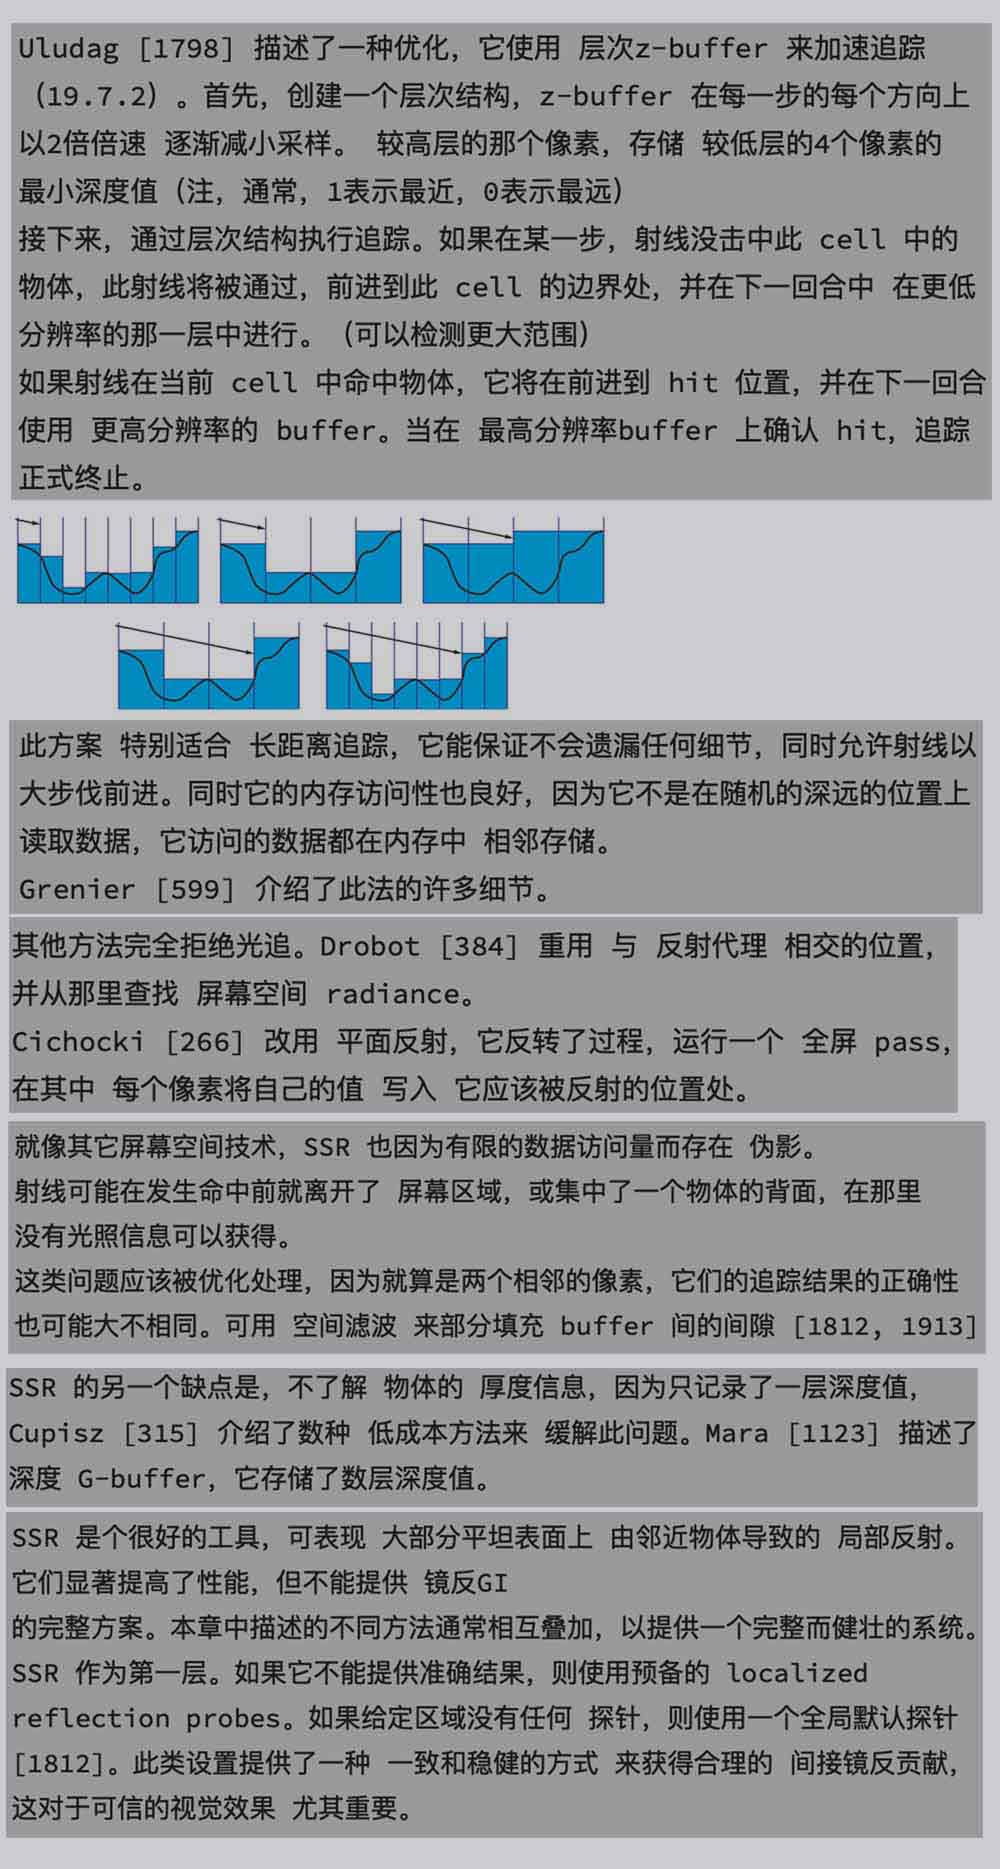 Uludag [1798] 描述了一种优化，它使用 层次z-buffer 来加速追踪
（19.7.2）。首先，创建一个层次结构，z-buffer 在每一步的每个方向上
以2倍倍速 逐渐减小采样。 较高层的那个像素，存储 较低层的4个像素的
最小深度值（注，通常，1表示最近，0表示最远）
接下来，通过层次结构执行追踪。如果在某一步，射线没击中此 cell 中的
物体，此射线将被通过，前进到此 cell 的边界处，并在下一回合中 在更低
分辨率的那一层中进行。（可以检测更大范围）
如果射线在当前 cell 中命中物体，它将在前进到 hit 位置，并在下一回合
使用 更高分辨率的 buffer。当在 最高分辨率buffer 上确认 hit，追踪
正式终止。
此方案 特别适合 长距离追踪，它能保证不会遗漏任何细节，同时允许射线以
大步伐前进。同时它的内存访问性也良好，因为它不是在随机的深远的位置上
读取数据，它访问的数据都在内存中 相邻存储。
Grenier [599] 介绍了此法的许多细节。
其他方法完全拒绝光追。Drobot [384] 重用 与 反射代理 相交的位置，
并从那里查找 屏幕空间 radiance。
Cichocki [266] 改用 平面反射，它反转了过程，运行一个 全屏 pass，
在其中 每个像素将自己的值 写入 它应该被反射的位置处。
就像其它屏幕空间技术，SSR 也因为有限的数据访问量而存在 伪影。
射线可能在发生命中前就离开了 屏幕区域，或集中了一个物体的背面，在那里
没有光照信息可以获得。
这类问题应该被优化处理，因为就算是两个相邻的像素，它们的追踪结果的正确性
也可能大不相同。可用 空间滤波 来部分填充 buffer 间的间隙 [1812, 1913]
SSR 的另一个缺点是，不了解 物体的 厚度信息，因为只记录了一层深度值，
Cupisz [315] 介绍了数种 低成本方法来 缓解此问题。Mara [1123] 描述了
深度 G-buffer，它存储了数层深度值。
SSR 是个很好的工具，可表现 大部分平坦表面上 由邻近物体导致的 局部反射。
它们显著提高了性能，但不能提供 镜反GI
的完整方案。本章中描述的不同方法通常相互叠加，以提供一个完整而健壮的系统。
SSR 作为第一层。如果它不能提供准确结果，则使用预备的 localized
reflection probes。如果给定区域没有任何 探针，则使用一个全局默认探针
[1812]。此类设置提供了一种 一致和稳健的方式 来获得合理的 间接镜反贡献，
这对于可信的视觉效果 尤其重要。